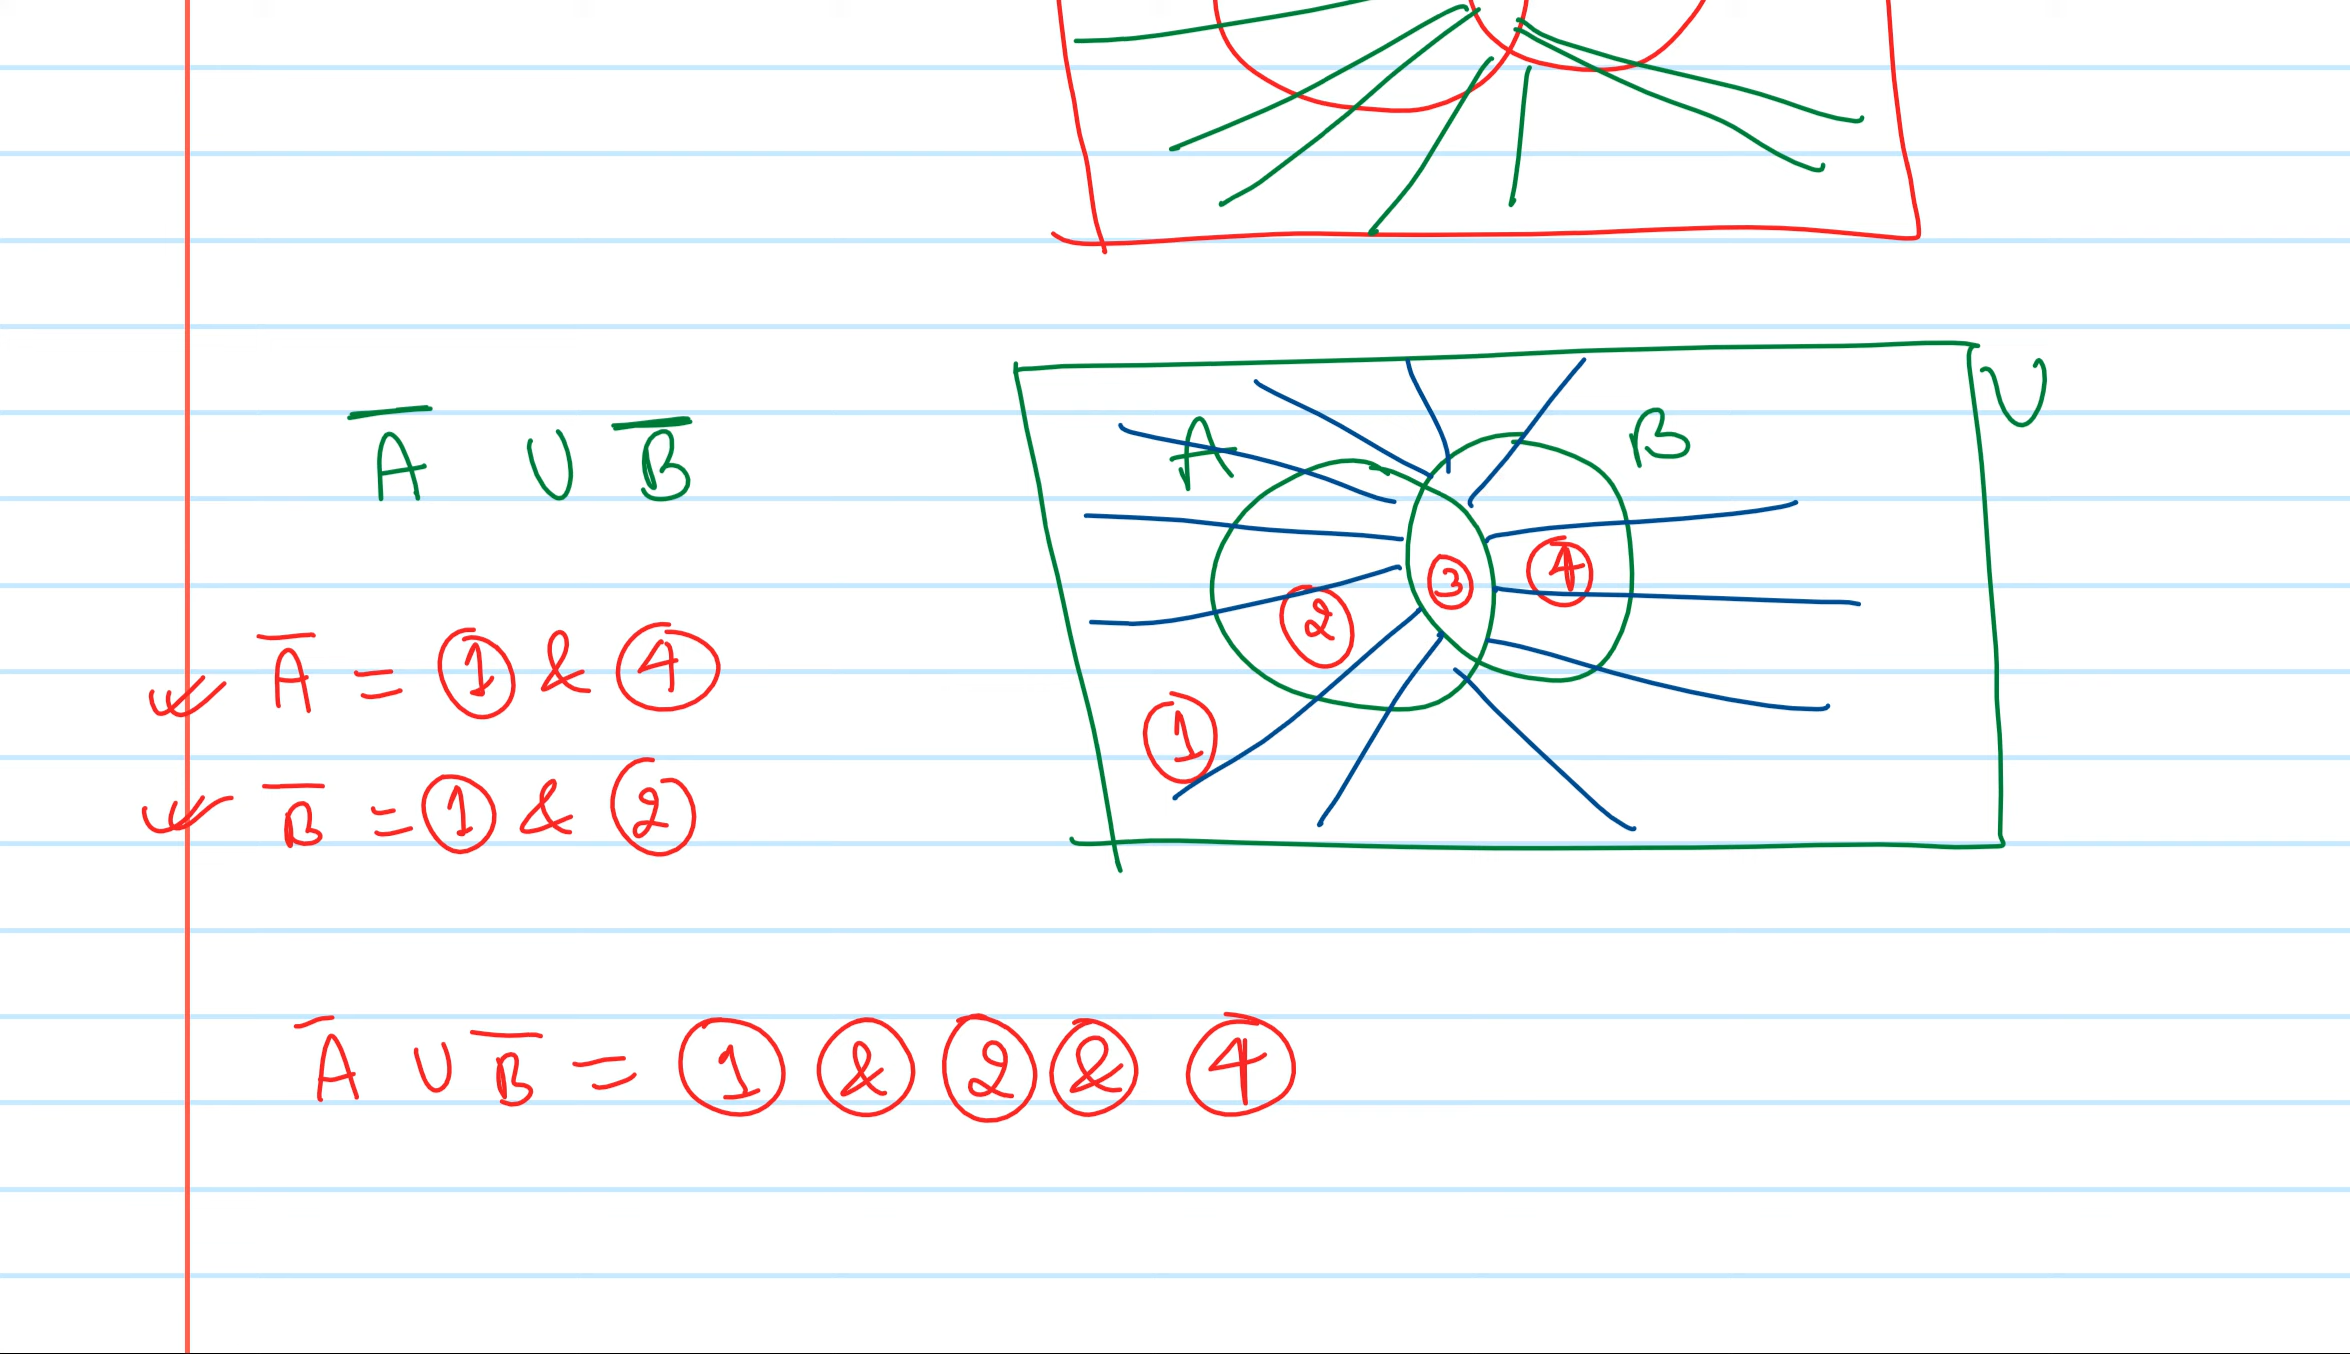 A̅ ∪ B̅
A B U
① ② ③ ④
A̅ = ① & ④
B̅ = ① & ②
A̅ ∪ B̅ = ① & ② & ④